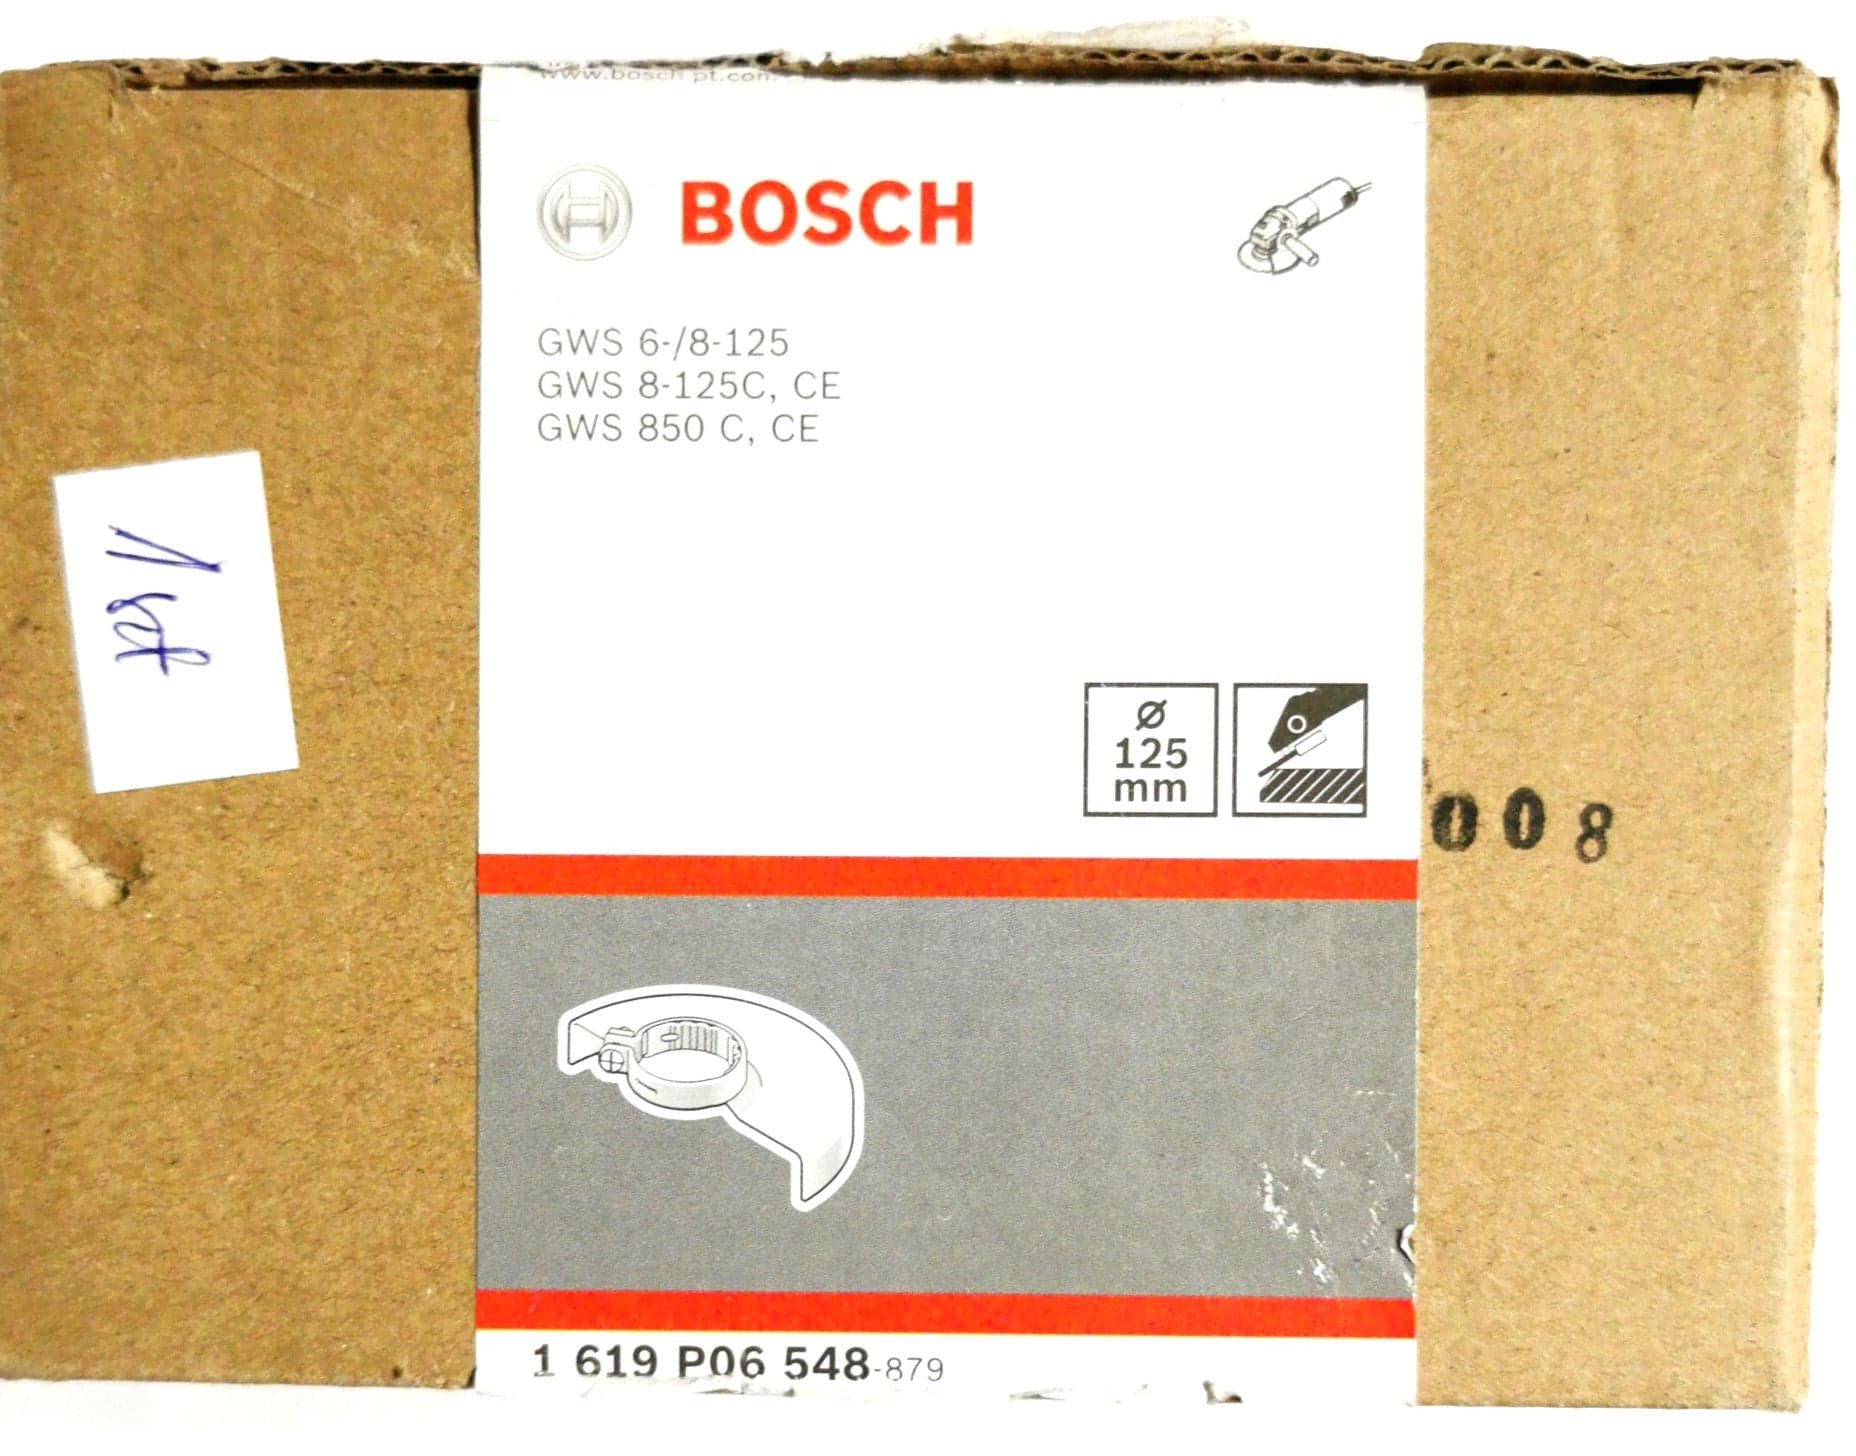 www.bosch-pt.com
BOSCH
GWS 6-/8-125
GWS 8-125C, CE
GWS 850 C, CE
Ø
125
mm
008
1 619 P06 548-879